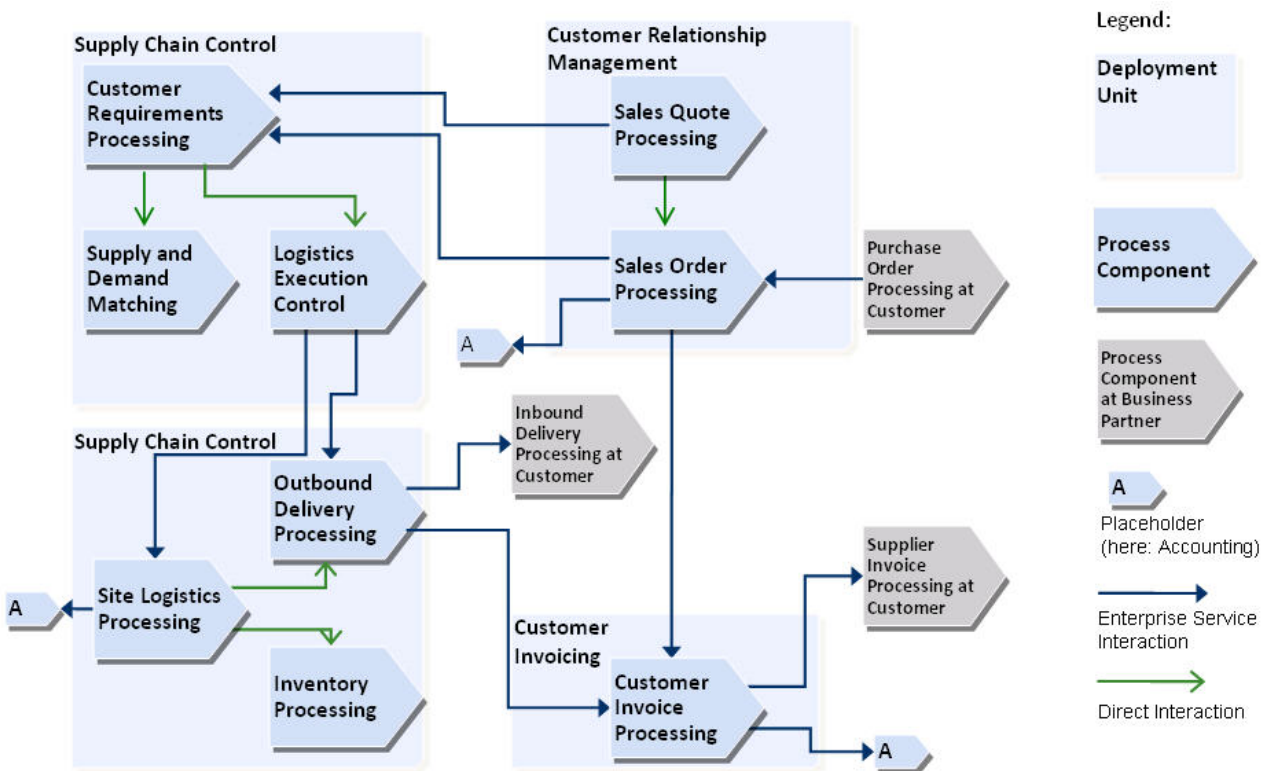 Supply Chain Control
Customer
Requirements
Processing
Supply and
Demand
Matching
Logistics
Execution
Control
Customer Relationship
Management
Sales Quote
Processing
Sales Order
Processing
Purchase
Order
Processing at
Customer
A
Supply Chain Control
Outbound
Delivery
Processing
Inbound
Delivery
Processing at
Customer
Site Logistics
Processing
A
Inventory
Processing
Customer
Invoicing
Customer
Invoice
Processing
Supplier
Invoice
Processing at
Customer
A
Legend:
Deployment
Unit
Process
Component
Process
Component
at Business
Partner
A
Placeholder
(here: Accounting)
Enterprise Service
Interaction
Direct Interaction